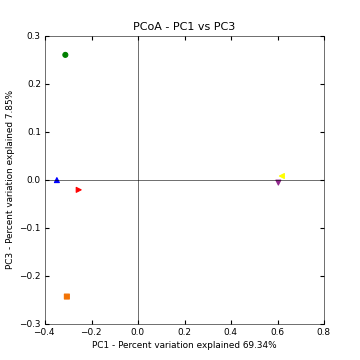 PCoA - PC1 vs PC3
PC3 - Percent variation explained 7.85%
0.3
0.2
0.1
0.0
−0.1
−0.2
−0.3
−0.4 −0.2 0.0 0.2 0.4 0.6 0.8
PC1 - Percent variation explained 69.34%